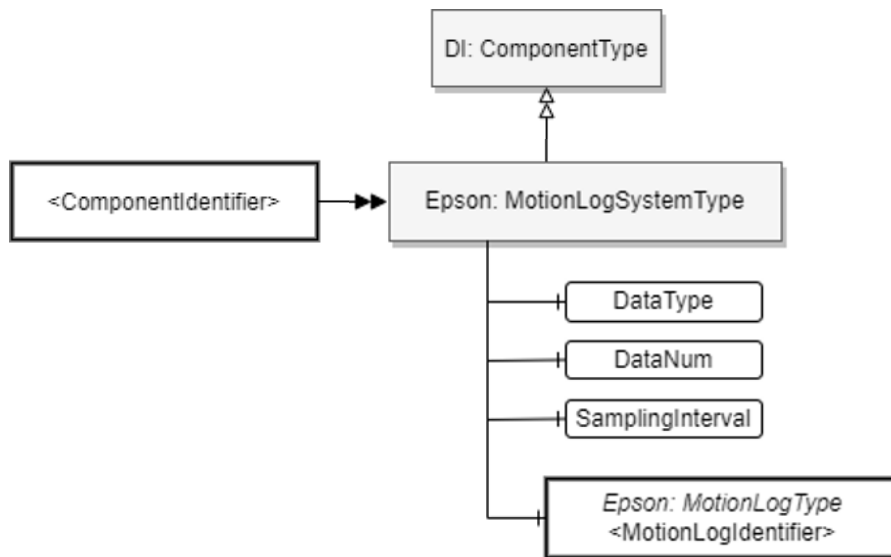 DI: ComponentType
<ComponentIdentifier>
Epson: MotionLogSystemType
DataType
DataNum
SamplingInterval
Epson: MotionLogType
<MotionLogIdentifier>